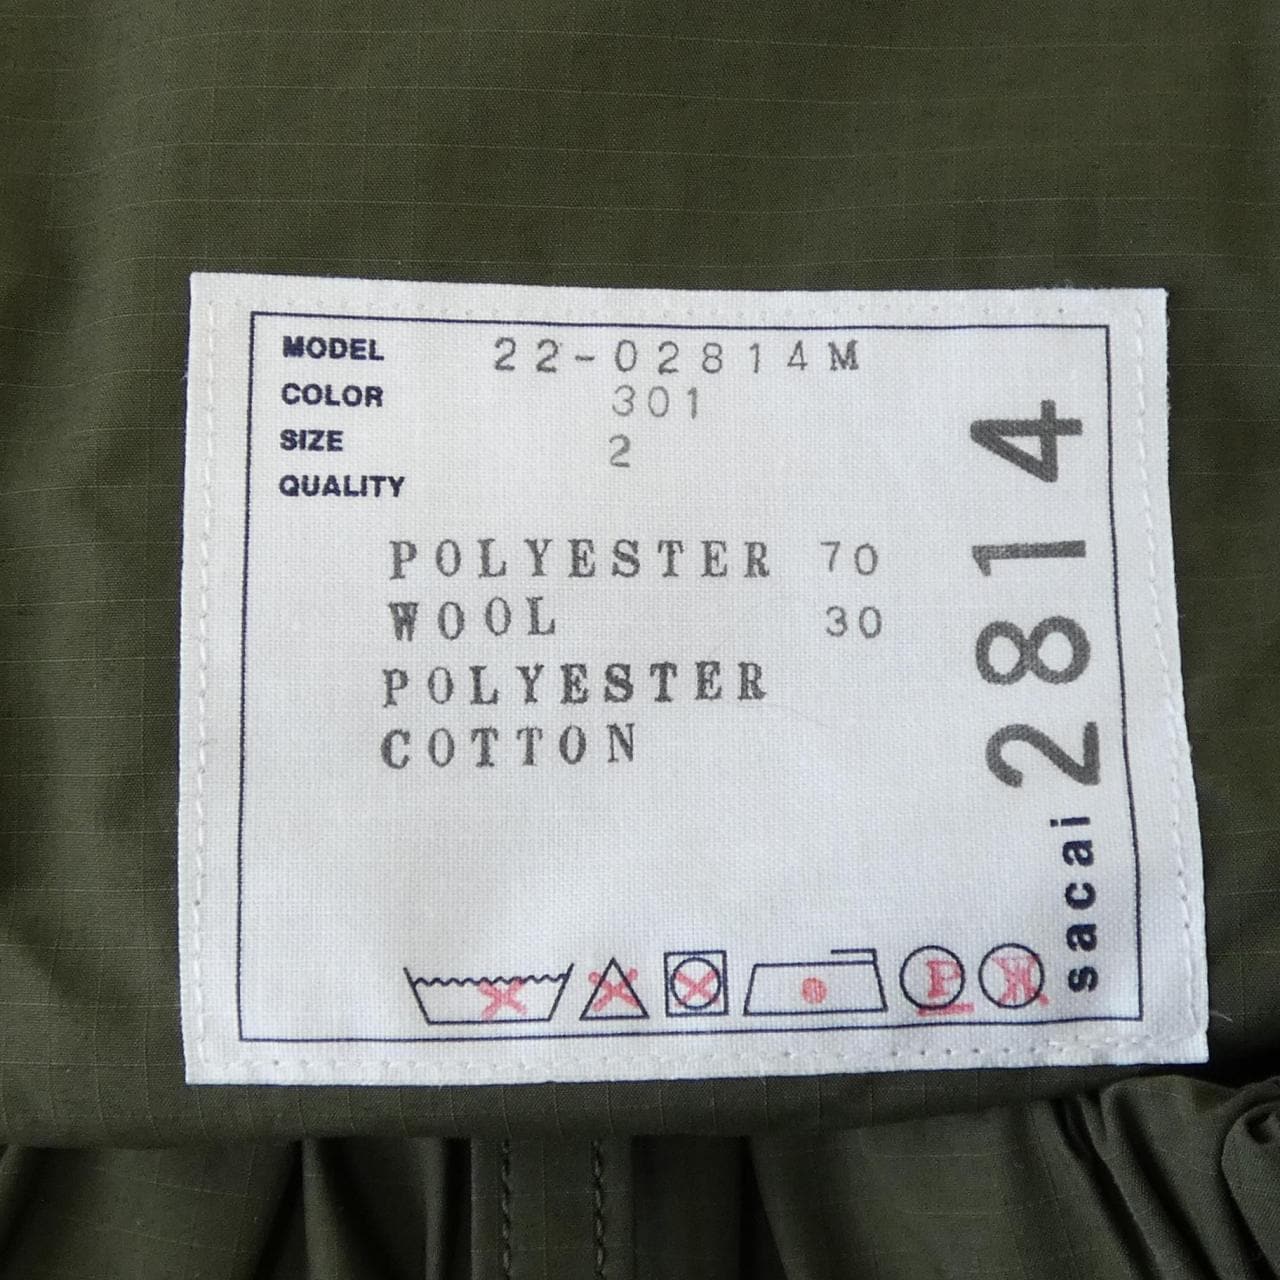 MODEL 22-02814M
COLOR 301
SIZE 2
QUALITY
POLYESTER 70
WOOL 30
POLYESTER
COTTON
sacai 2814
P
W